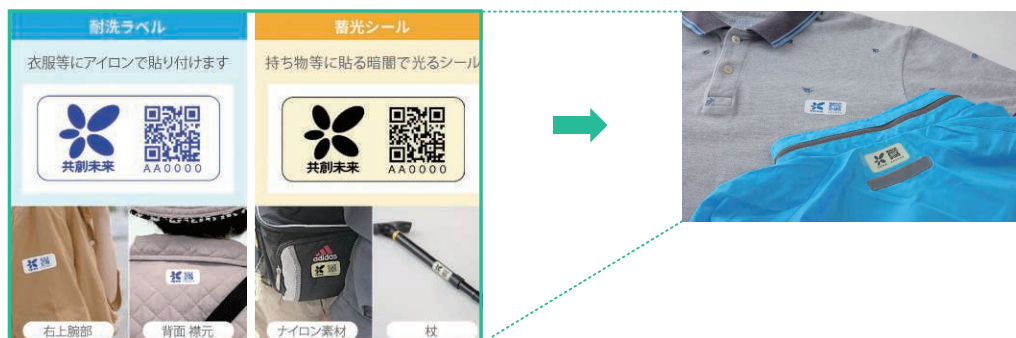 耐洗ラベル
衣服等にアイロンで貼り付けます
共創未来
AA0000
右上腕部
背面 襟元
蓄光シール
持ち物等に貼る暗闇で光るシール
共創未来
AA0000
adidas
ナイロン素材
杖